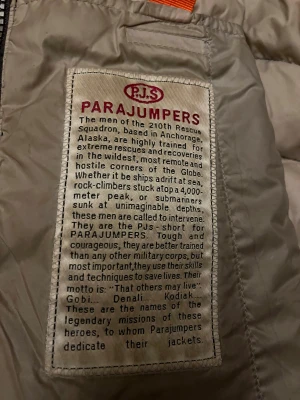 P.J.S
PARAJUMPERS
The men of the 210th Rescue
Squadron, based in Anchorage,
Alaska, are highly trained for
extreme rescues and recoveries
in the wildest, most remote and
hostile corners of the Globe.
Whether it be ships adrift at sea,
rock-climbers stuck atop a 4,000-
meter peak, or submariners
sunk at unimaginable depths,
these men are called to intervene.
They are the PJs - short for
PARAJUMPERS. Tough and
courageous, they are better trained
than any other military corps, but
most important, they use their skills
and techniques to save lives. Their
motto is "That others may live".
Gobi... Denali... Kodiak...
These are the names of the
legendary missions of these
heroes, to whom Parajumpers
dedicate their jackets